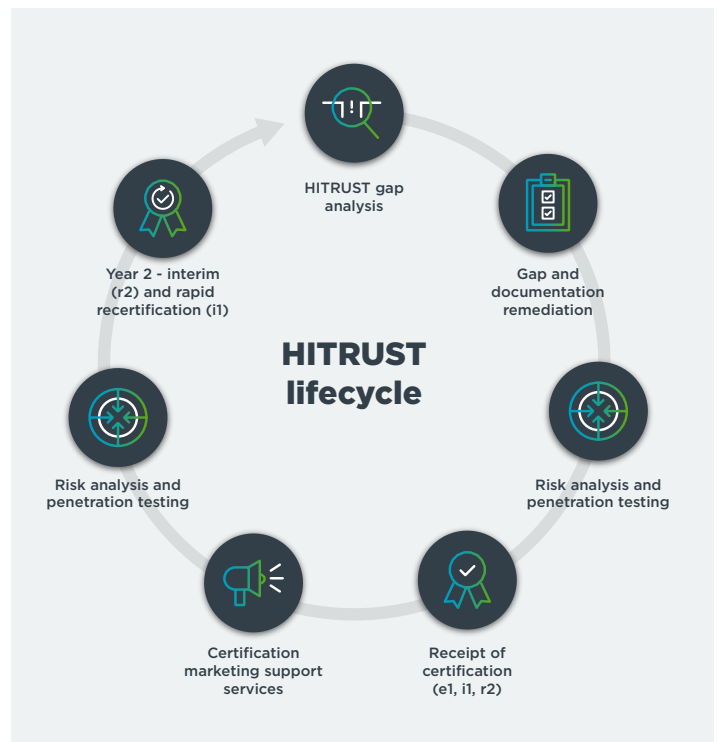 HITRUST gap
analysis
Gap and
documentation
remediation
Risk analysis and
penetration testing
Receipt of
certification
(e1, i1, r2)
Certification
marketing support
services
Risk analysis and
penetration testing
Year 2 - interim
(r2) and rapid
recertification (i1)
HITRUST
lifecycle